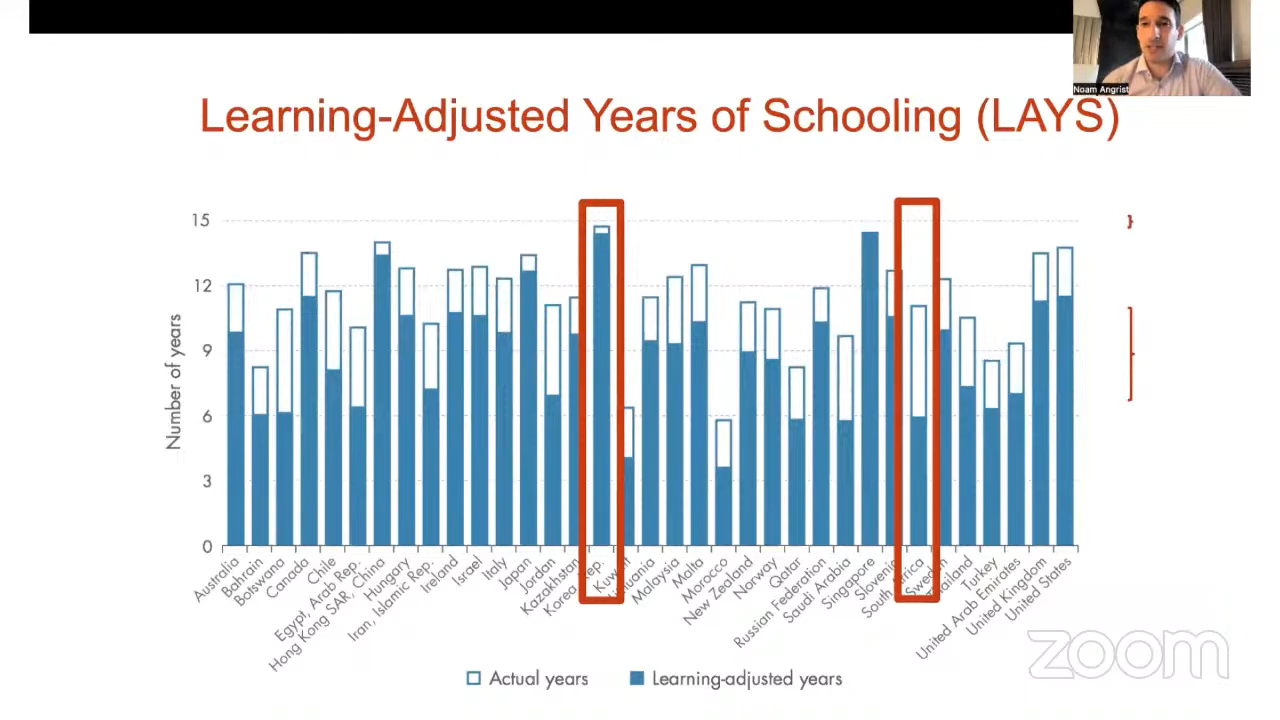 Noam Angrist
Learning-Adjusted Years of Schooling (LAYS)
Number of years
15
12
9
6
3
0
Australia
Bahrain
Botswana
Canada
Chile
Egypt, Arab Rep.
Hong Kong SAR, China
Hungary
Iran, Islamic Rep.
Ireland
Israel
Italy
Japan
Jordan
Kazakhstan
Korea Rep.
Kuwait
Lithuania
Malaysia
Malta
Morocco
New Zealand
Norway
Qatar
Russian Federation
Saudi Arabia
Singapore
Slovenia
South Africa
Sweden
Thailand
Turkey
United Arab Emirates
United Kingdom
United States
Actual years
Learning-adjusted years
zoom